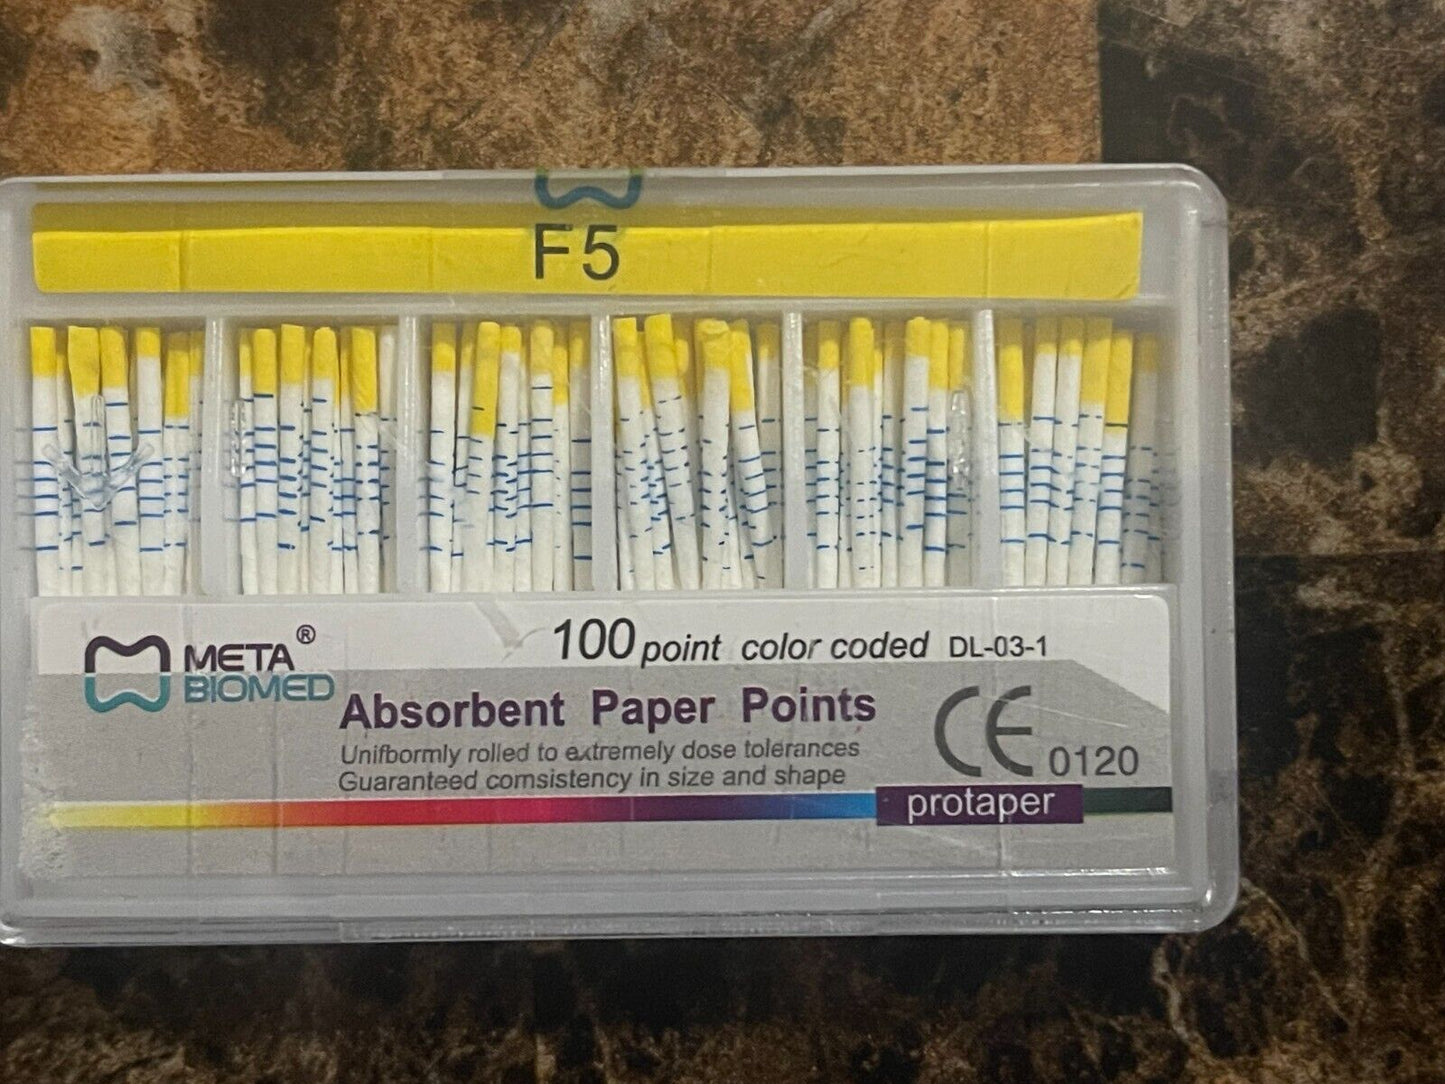 F5
META®
BIOMED
100 point color coded DL-03-1
Absorbent Paper Points
Unifbormly rolled to extremely dose tolerances
Guaranteed comsistency in size and shape
CE 0120
protaper